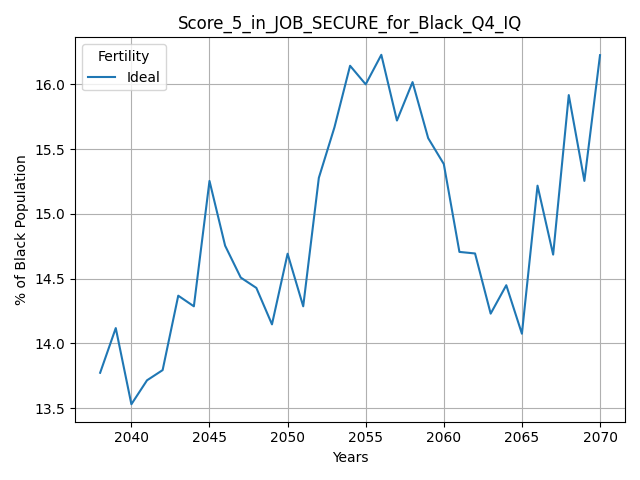 Score_5_in_JOB_SECURE_for_Black_Q4_IQ
Fertility
Ideal
% of Black Population
16.0
15.5
15.0
14.5
14.0
13.5
2040 2045 2050 2055 2060 2065 2070
Years